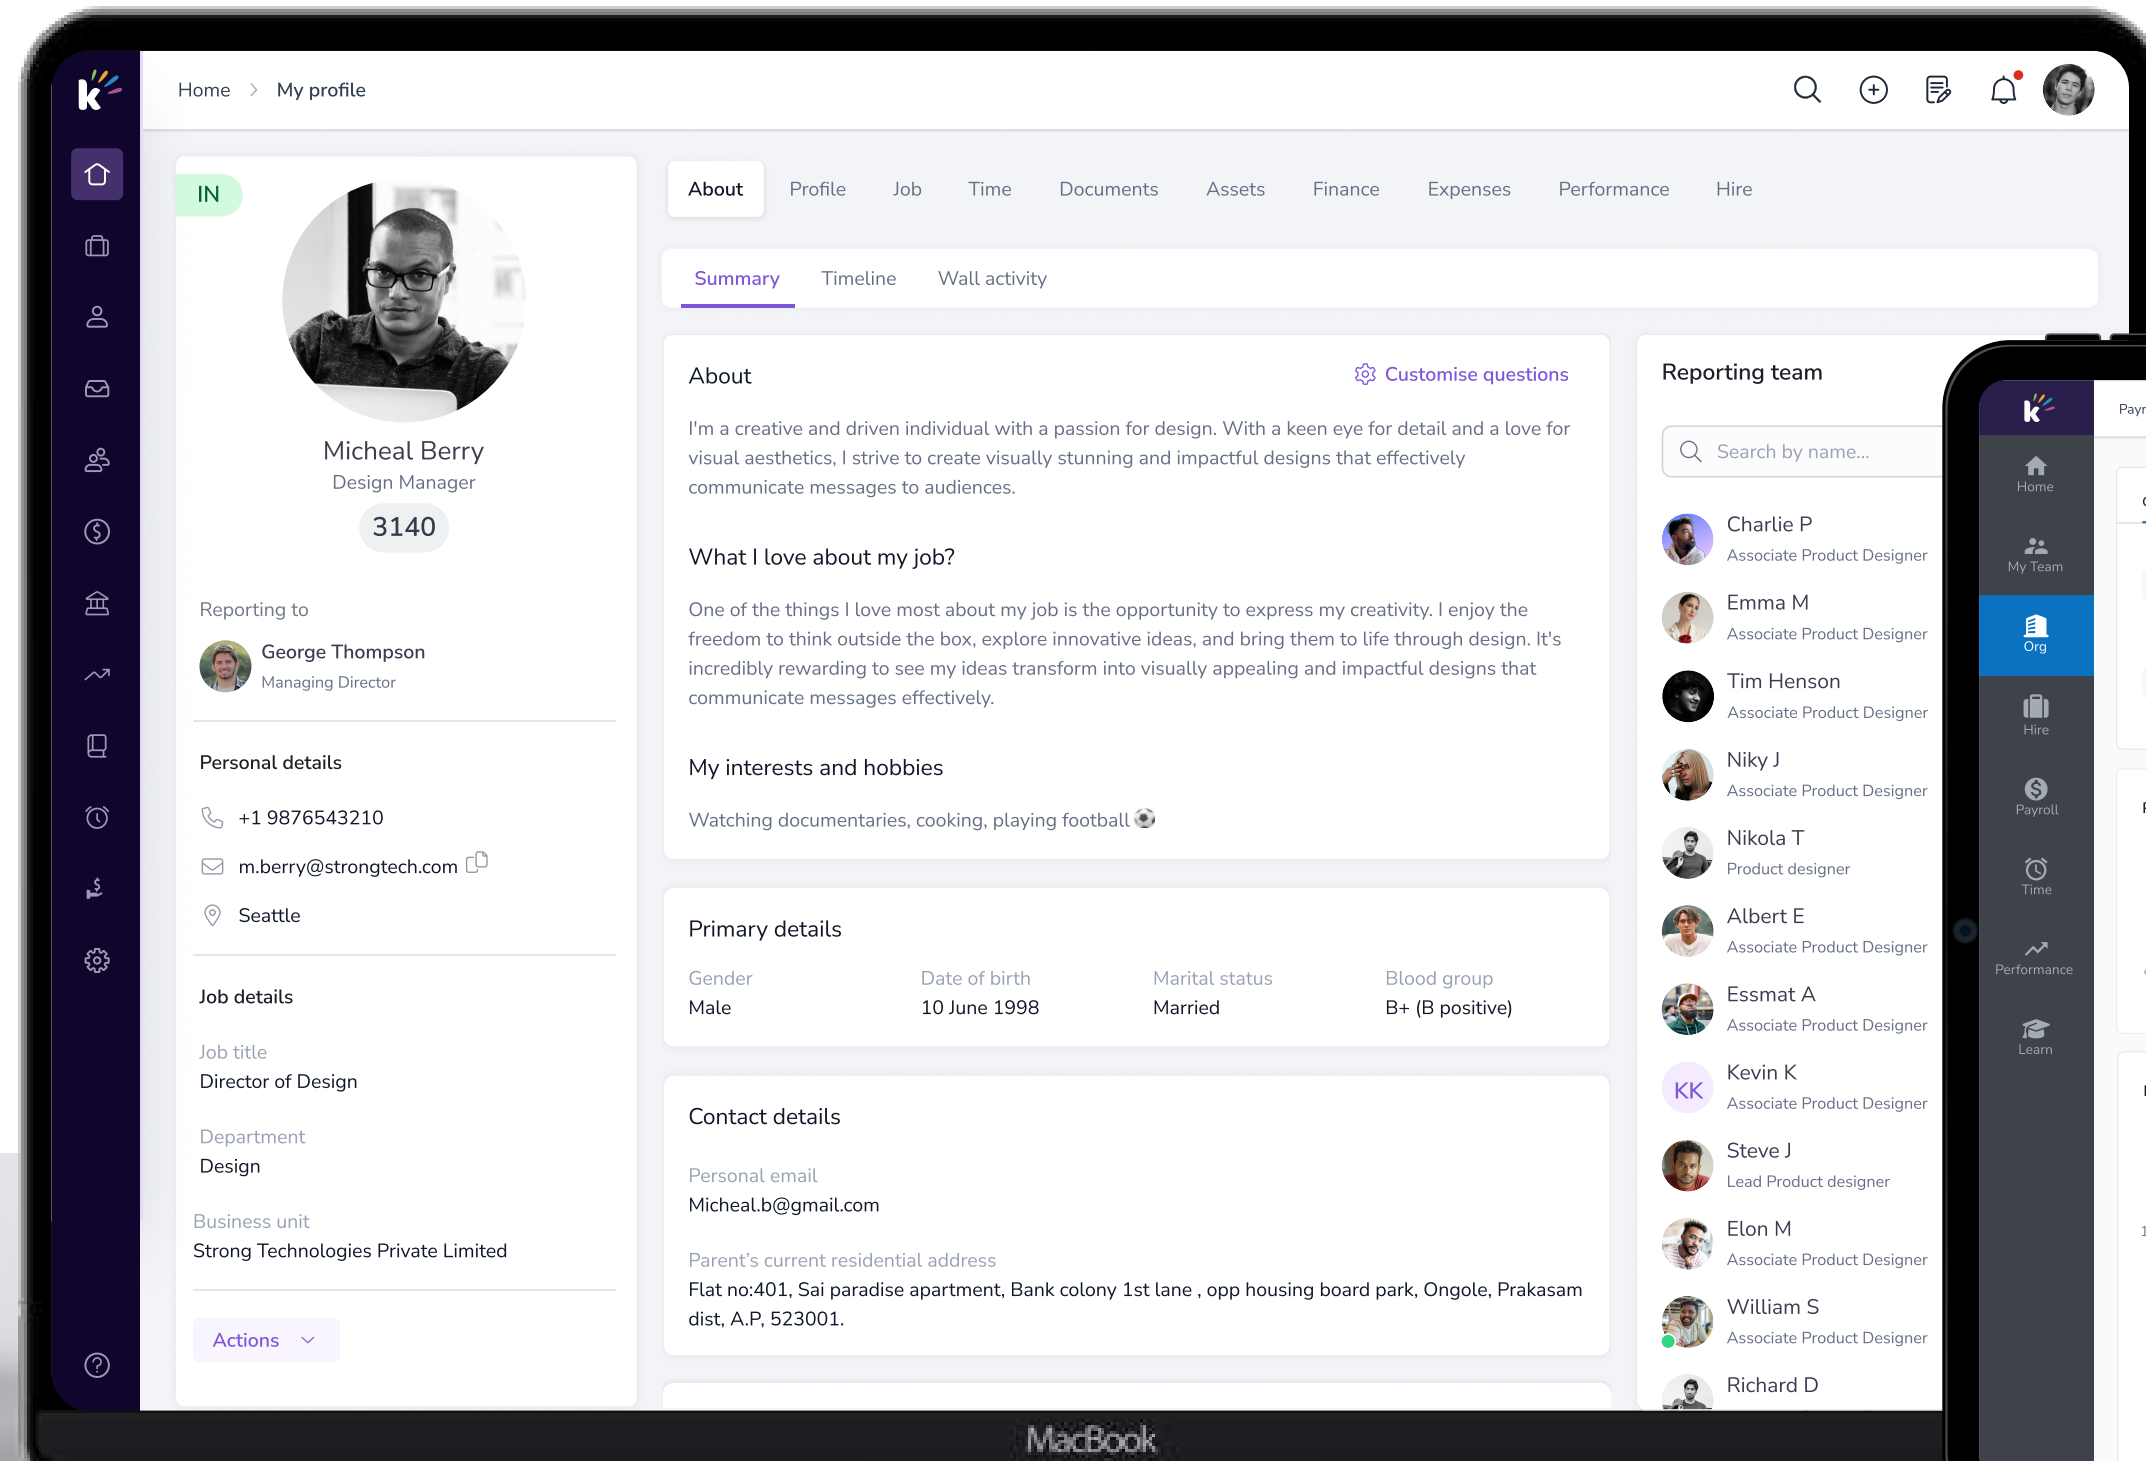 k
Home > My profile
IN
Micheal Berry
Design Manager
3140
Reporting to
George Thompson
Managing Director
Personal details
+1 9876543210
m.berry@strongtech.com
Seattle
Job details
Job title
Director of Design
Department
Design
Business unit
Strong Technologies Private Limited
Actions
About Profile Job Time Documents Assets Finance Expenses Performance Hire
Summary Timeline Wall activity
About
Customise questions
I'm a creative and driven individual with a passion for design. With a keen eye for detail and a love for
visual aesthetics, I strive to create visually stunning and impactful designs that effectively
communicate messages to audiences.
What I love about my job?
One of the things I love most about my job is the opportunity to express my creativity. I enjoy the
freedom to think outside the box, explore innovative ideas, and bring them to life through design. It's
incredibly rewarding to see my ideas transform into visually appealing and impactful designs that
communicate messages effectively.
My interests and hobbies
Watching documentaries, cooking, playing football⚽
Primary details
Gender Date of birth Marital status Blood group
Male 10 June 1998 Married B+ (B positive)
Contact details
Personal email
Micheal.b@gmail.com
Parent’s current residential address
Flat no:401, Sai paradise apartment, Bank colony 1st lane , opp housing board park, Ongole, Prakasam
dist, A.P, 523001.
Reporting team
Search by name...
Charlie P
Associate Product Designer
Emma M
Associate Product Designer
Tim Henson
Associate Product Designer
Niky J
Associate Product Designer
Nikola T
Product designer
Albert E
Associate Product Designer
Essmat A
Associate Product Designer
KK
Kevin K
Associate Product Designer
Steve J
Lead Product designer
Elon M
Associate Product Designer
William S
Associate Product Designer
Richard D
k
Home
My Team
Org
Hire
Payroll
Time
Performance
Learn
MacBook